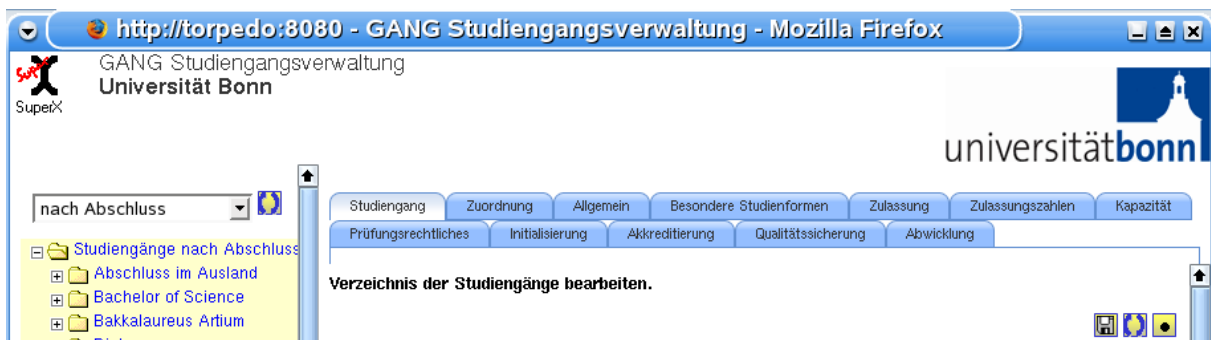 http://torpedo:8080 - GANG Studiengangsverwaltung - Mozilla Firefox
GANG Studiengangsverwaltung
Universität Bonn
SuperX
SuperX
universitätbonn
nach Abschluss
Studiengang Zuordnung Allgemein Besondere Studienformen Zulassung Zulassungszahlen Kapazität
Prüfungsrechtliches Initialisierung Akkreditierung Qualitätssicherung Abwicklung
Studiengänge nach Abschluss
Abschluss im Ausland
Bachelor of Science
Bakkalaureus Artium
Verzeichnis der Studiengänge bearbeiten.